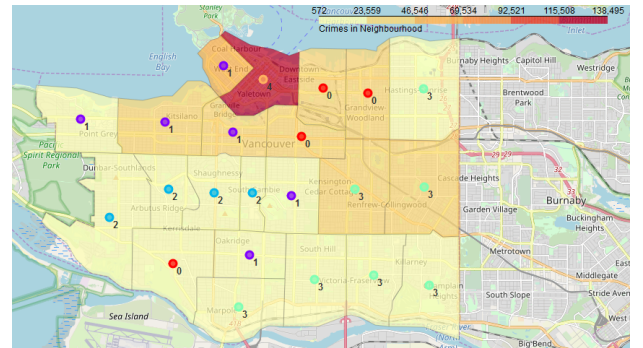 572 23,559 46,546 69,534 92,521 115,508 138,495
Crimes in Neighbourhood
Stanley
Park
Inlet
English
Bay
Coal Harbour
Burnaby Heights
Capitol Hill
Westridge
West End
1
Downtown
Eastside
4
Yaletown
0
0
Hastings-Sunrise
3
Brentwood
Park
Granville
Bridge
Grandview-
Woodland
Kitsilano
1
Point Grey
1
1
0
Vancouver
Pacific
Spirit Regional
Park
29
Dunbar-Southlands
Shaughnessy
Kensington
Cedar Cottage
Cascade Heights
33
2
2
South Cambie
2
1
3
3
Burnaby
Arbutus Ridge
Renfrew-Collingwood
Garden Village
2
Buckingham
Heights
Kerrisdale
Oakridge
1
South Hill
Metrotown
0
Killarney
Middlegate
3
Victoria-Fraserview
3
Champlain
Heights
3
South Slope
Stride Aven
Marpole
3
Sea Island
Big Bend